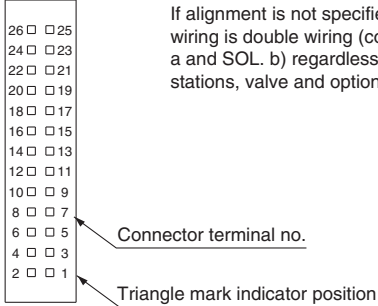 If alignment is not specifie
wiring is double wiring (co
a and SOL. b) regardless
stations, valve and option
26 25
24 23
22 21
20 19
18 17
16 15
14 13
12 11
10 9
8 7
6 5
4 3
2 1
Connector terminal no.
Triangle mark indicator position